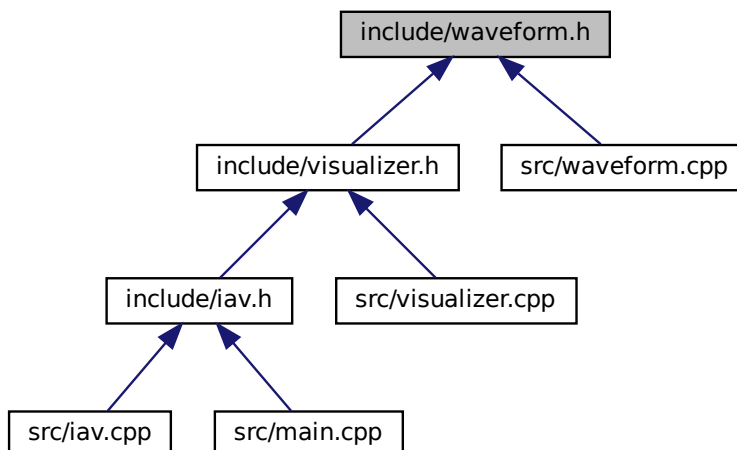 include/waveform.h
include/visualizer.h
src/waveform.cpp
include/iav.h
src/visualizer.cpp
src/iav.cpp
src/main.cpp